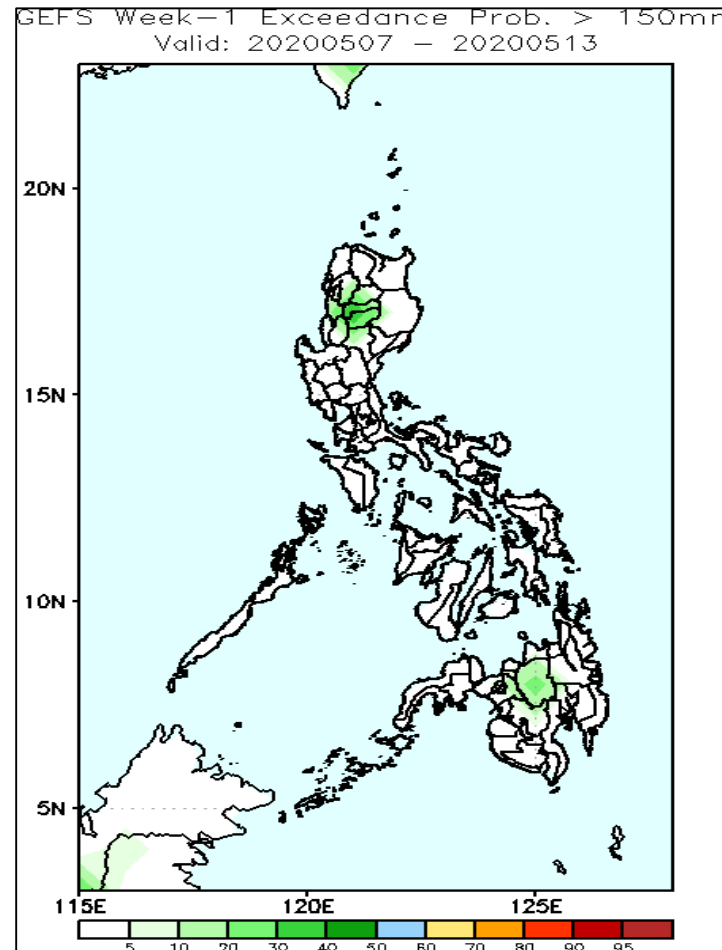 GEFS Week-1 Exceedance Prob. > 150mm
Valid: 20200507 - 20200513
20N
15N
10N
5N
115E 120E 125E
5 10 20 30 40 50 60 70 80 90 95